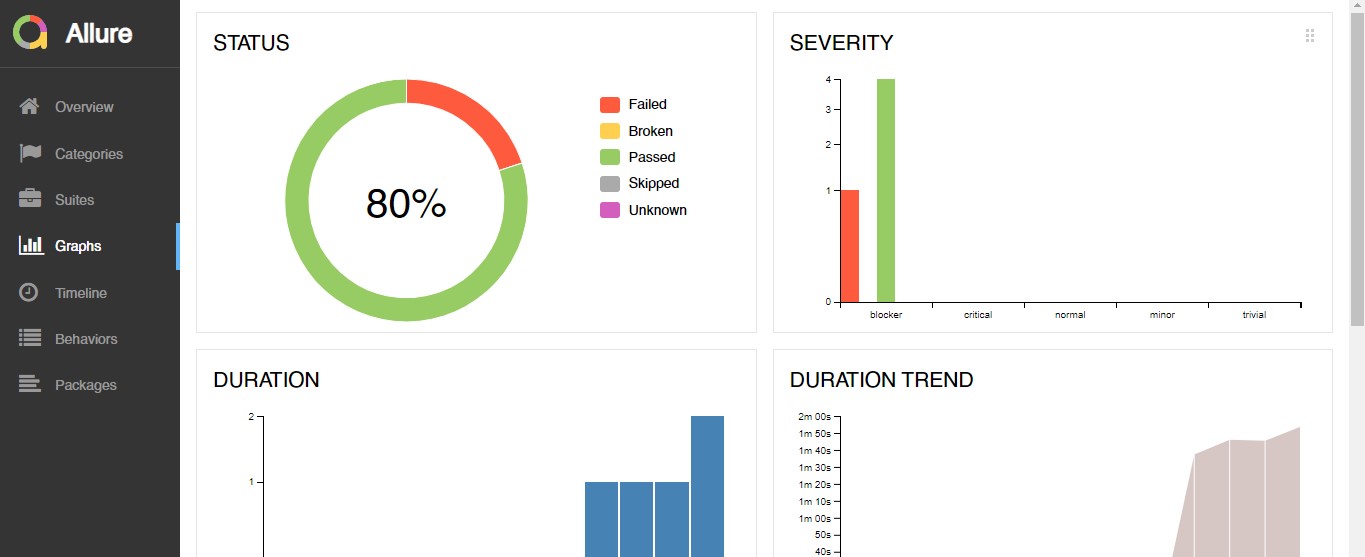 Allure
Overview
Categories
Suites
Graphs
Timeline
Behaviors
Packages
STATUS
80%
Failed
Broken
Passed
Skipped
Unknown
SEVERITY
4
3
2
1
0
blocker
critical
normal
minor
trivial
DURATION
2
1
DURATION TREND
2m 00s
1m 50s
1m 40s
1m 30s
1m 20s
1m 10s
1m 00s
50s
40s